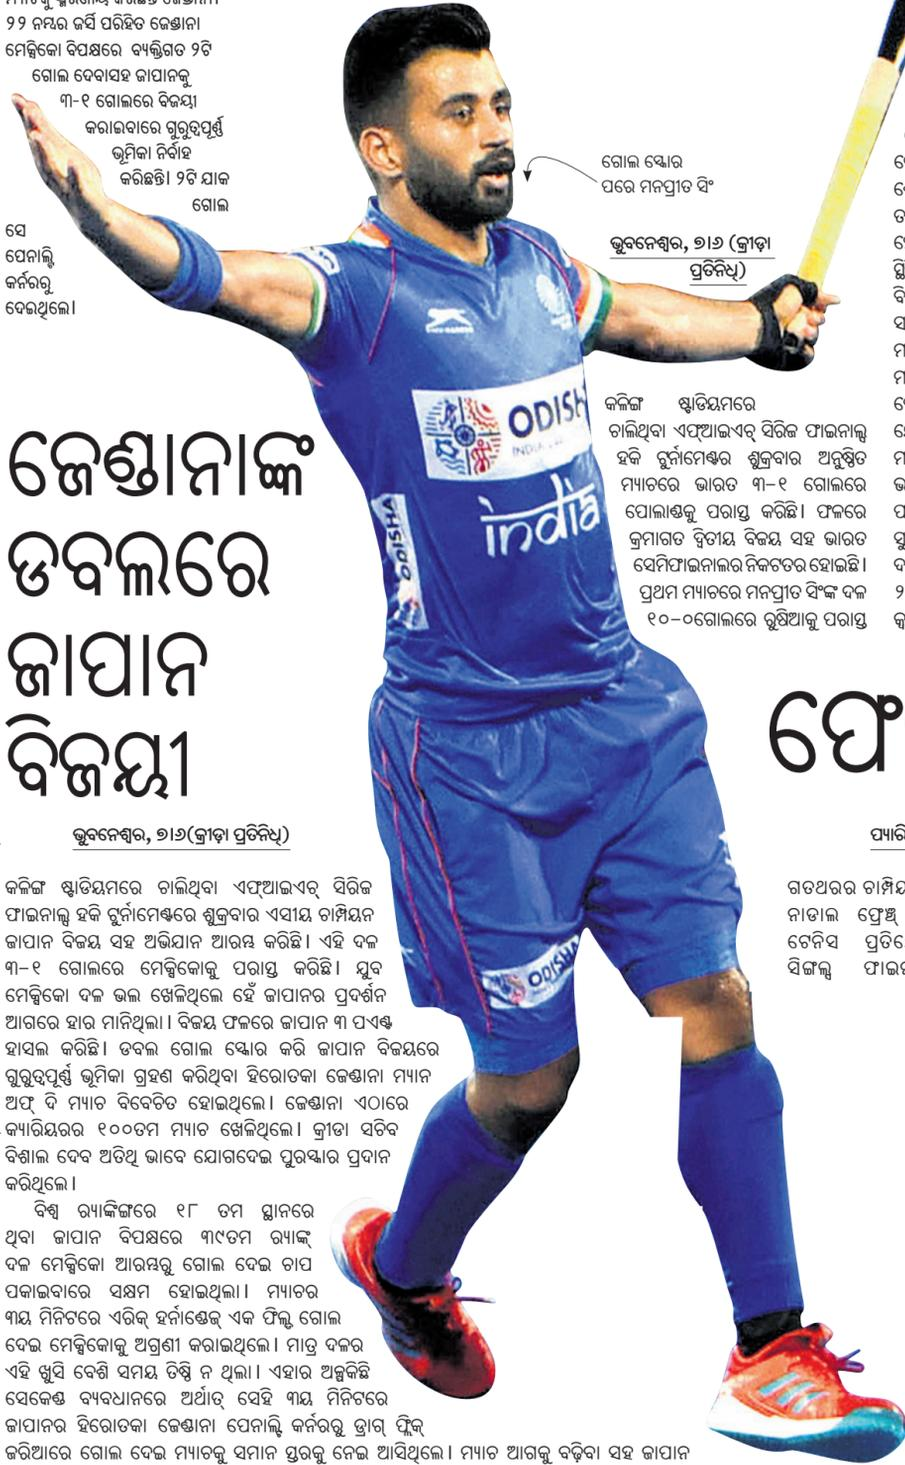 ୨୨ ନମ୍ବର ଜର୍ସି ପରିହିତ ଜେଣ୍ଡାନା
ମେକ୍ସିକୋ ବିପକ୍ଷରେ ବ୍ୟକ୍ତିଗତ ୨ଟି
ଗୋଲ ଦେବାସହ ଜାପାନକୁ
୩-୧ ଗୋଲରେ ବିଜୟୀ
କରାଇବାରେ ଗୁରୁତ୍ୱପୂର୍ଣ୍ଣ
ଭୂମିକା ନିର୍ବାହ
କରିଛନ୍ତି। ୨ଟି ଯାକ
ଗୋଲ
ସେ
ପେନାଲ୍ଟି
କର୍ନରରୁ
ଦେଇଥିଲେ।
ଜେଣ୍ଡାନାଙ୍କ
ଡବଲରେ
ଜାପାନ
ବିଜୟୀ
ଭୁବନେଶ୍ୱର, ୭।୬(କ୍ରୀଡ଼ା ପ୍ରତିନିଧି)
କଳିଙ୍ଗ ଷ୍ଟାଡିୟମରେ ଚାଲିଥିବା ଏଫ୍ଆଇଏଚ୍ ସିରିଜ
ଫାଇନାଲ୍ସ ହକି ଟୁର୍ନାମେଣ୍ଟରେ ଶୁକ୍ରବାର ଏସୀୟ ଚାମ୍ପିୟନ
ଜାପାନ ବିଜୟ ସହ ଅଭିଯାନ ଆରମ୍ଭ କରିଛି। ଏହି ଦଳ
୩-୧ ଗୋଲରେ ମେକ୍ସିକୋକୁ ପରାସ୍ତ କରିଛି। ଯୁବ
ମେକ୍ସିକୋ ଦଳ ଭଲ ଖେଳିଥିଲେ ହେଁ ଜାପାନର ପ୍ରଦର୍ଶନ
ଆଗରେ ହାର ମାନିଥିଲା। ବିଜୟ ଫଳରେ ଜାପାନ ୩ ପଏଣ୍ଟ
ହାସଲ କରିଛି। ଡବଲ ଗୋଲ ସ୍କୋର କରି ଜାପାନ ବିଜୟରେ
ଗୁରୁତ୍ୱପୂର୍ଣ୍ଣ ଭୂମିକା ଗ୍ରହଣ କରିଥିବା ହିରୋତକା ଜେଣ୍ଡାନା ମ୍ୟାନ
ଅଫ୍ ଦି ମ୍ୟାଚ ବିବେଚିତ ହୋଇଥିଲେ। ଜେଣ୍ଡାନା ଏଠାରେ
କ୍ୟାରିୟରର ୧୦୦ତମ ମ୍ୟାଚ ଖେଳିଥିଲେ। କ୍ରୀଡା ସଚିବ
ବିଶାଲ ଦେବ ଅତିଥି ଭାବେ ଯୋଗଦେଇ ପୁରସ୍କାର ପ୍ରଦାନ
କରିଥିଲେ।
ବିଶ୍ୱ ର‌୍ୟାଙ୍କିଙ୍ଗରେ ୧୮ ତମ ସ୍ଥାନରେ
ଥିବା ଜାପାନ ବିପକ୍ଷରେ ୩୯ତମ ର‌୍ୟାଙ୍କ୍
ଦଳ ମେକ୍ସିକୋ ଆରମ୍ଭରୁ ଗୋଲ ଦେଇ ଚାପ
ପକାଇବାରେ ସକ୍ଷମ ହୋଇଥିଲା। ମ୍ୟାଚର
୩ୟ ମିନିଟରେ ଏରିକ୍ ହର୍ନାଣ୍ଡେଜ୍ ଏକ ଫିଲ୍ଡ ଗୋଲ
ଦେଇ ମେକ୍ସିକୋକୁ ଅଗ୍ରଣୀ କରାଇଥିଲେ। ମାତ୍ର ଦଳର
ଏହି ଖୁସି ବେଶି ସମୟ ତିଷ୍ଠି ନ ଥିଲା। ଏହାର ଅଳ୍ପକିଛି
ସେକେଣ୍ଡ ବ୍ୟବଧାନରେ ଅର୍ଥାତ୍ ସେହି ୩ୟ ମିନିଟରେ
ଜାପାନର ହିରୋତକା ଜେଣ୍ଡାନା ପେନାଲ୍ଟି କର୍ନରରୁ ଡ୍ରାଗ୍ ଫ୍ଲିକ୍
ଜରିଆରେ ଗୋଲ ଦେଇ ମ୍ୟାଚକୁ ସମାନ ସ୍ତରକୁ ନେଇ ଆସିଥିଲେ। ମ୍ୟାଚ ଆଗକୁ ବଢ଼ିବା ସହ ଜାପାନ
ଗୋଲ ସ୍କୋର
ପରେ ମନପ୍ରୀତ ସିଂ
ଭୁବନେଶ୍ୱର, ୭।୬ (କ୍ରୀଡ଼ା
ପ୍ରତିନିଧି)
କଳିଙ୍ଗ ଷ୍ଟାଡିୟମରେ
ଚାଲିଥିବା ଏଫ୍ଆଇଏଚ୍ ସିରିଜ ଫାଇନାଲ୍ସ
ହକି ଟୁର୍ନାମେଣ୍ଟର ଶୁକ୍ରବାର ଅନୁଷ୍ଠିତ
ମ୍ୟାଚରେ ଭାରତ ୩-୧ ଗୋଲରେ
ପୋଲାଣ୍ଡକୁ ପରାସ୍ତ କରିଛି। ଫଳରେ
କ୍ରମାଗତ ଦ୍ୱିତୀୟ ବିଜୟ ସହ ଭାରତ
ସେମିଫାଇନାଲର ନିକଟତର ହୋଇଛି।
ପ୍ରଥମ ମ୍ୟାଚରେ ମନପ୍ରୀତ ସିଂଙ୍କ ଦଳ
୧୦-୦ଗୋଲରେ ରୁଷିଆକୁ ପରାସ୍ତ
ODISH
india
ODISHA
ODISHA
ଫ୍ରେ
ପ୍ୟାରି
ଗତଥରର ଚାମ୍ପିୟ
ନାଡାଲ ଫ୍ରେଞ୍ଚ୍
ଟେନିସ ପ୍ରତି
ସିଙ୍ଗଲ୍ସ ଫାଇ